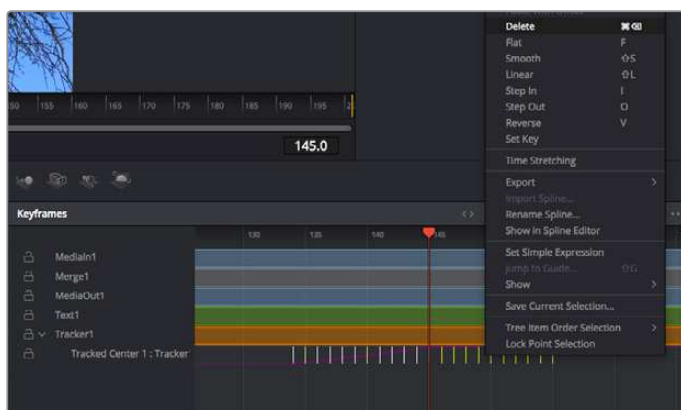 Delete ⌘⌫
Flat F
Smooth ⇧S
Linear ⇧L
Step In I
Step Out O
Reverse V
Set Key
Time Stretching
Export >
Import Spline...
Rename Spline...
Show in Spline Editor
Set Simple Expression
Jump to Guide... ⇧G
Show >
Save Current Selection...
Tree Item Order Selection >
Lock Point Selection
50 155 160 165 170 175 180 185 190 195
145.0
Keyframes <>
130 135 140 145
MediaIn1
Merge1
MediaOut1
Text1
Tracker1
Tracked Center 1 : Tracker